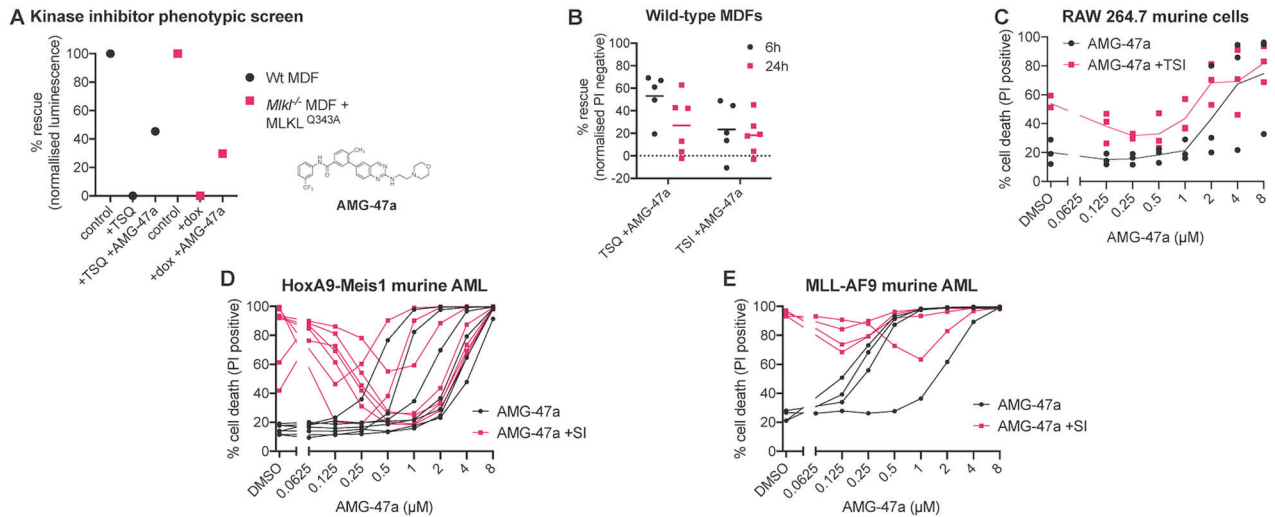 A Kinase inhibitor phenotypic screen
% rescue
(normalised luminescence)
100
80
60
40
20
0
control
+TSQ
+TSQ +AMG-47a
control
+dox
+dox +AMG-47a
Wt MDF
Mlkl-/- MDF +
MLKL Q343A
CH3
N
N
NH
O
HN
CF3
N
O
AMG-47a
B Wild-type MDFs
% rescue
(normalised PI negative)
100
80
60
40
20
0
-20
6h
24h
TSQ +AMG-47a
TSI +AMG-47a
C RAW 264.7 murine cells
% cell death (PI positive)
100
80
60
40
20
0
AMG-47a
AMG-47a +TSI
DMSO
0.0625
0.125
0.25
0.5
1
2
4
8
AMG-47a (µM)
D HoxA9-Meis1 murine AML
% cell death (PI positive)
100
80
60
40
20
0
AMG-47a
AMG-47a +SI
DMSO
0.0625
0.125
0.25
0.5
1
2
4
8
AMG-47a (µM)
E MLL-AF9 murine AML
% cell death (PI positive)
100
80
60
40
20
0
AMG-47a
AMG-47a +SI
DMSO
0.0625
0.125
0.25
0.5
1
2
4
8
AMG-47a (µM)